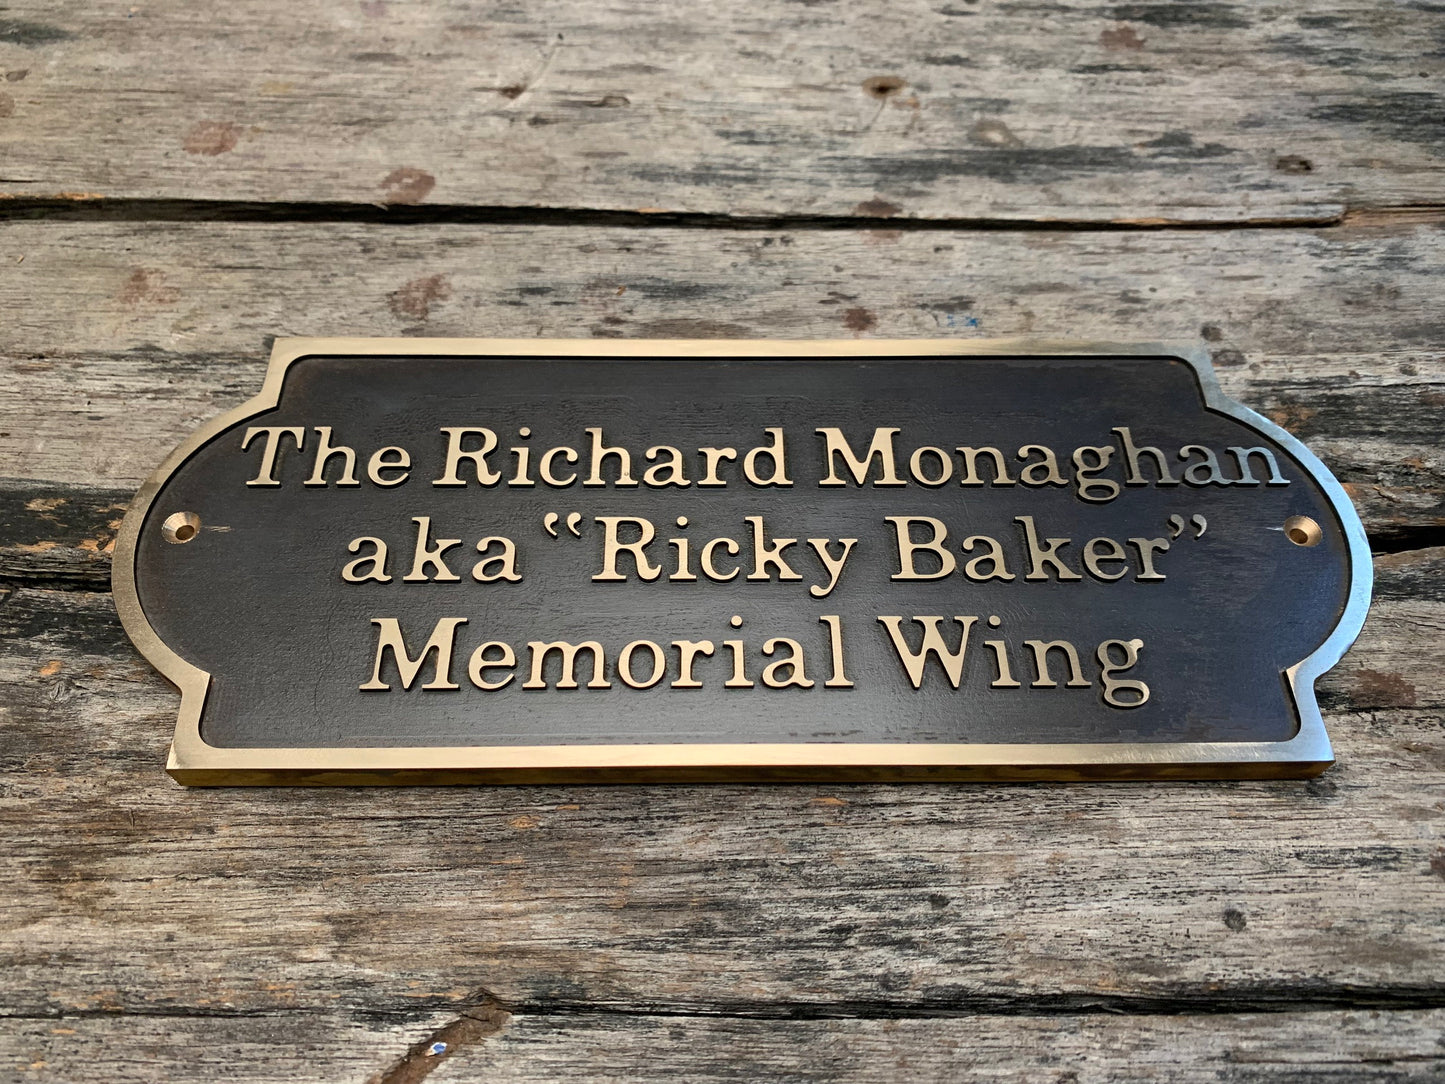 The Richard Monaghan
aka “Ricky Baker”
Memorial Wing